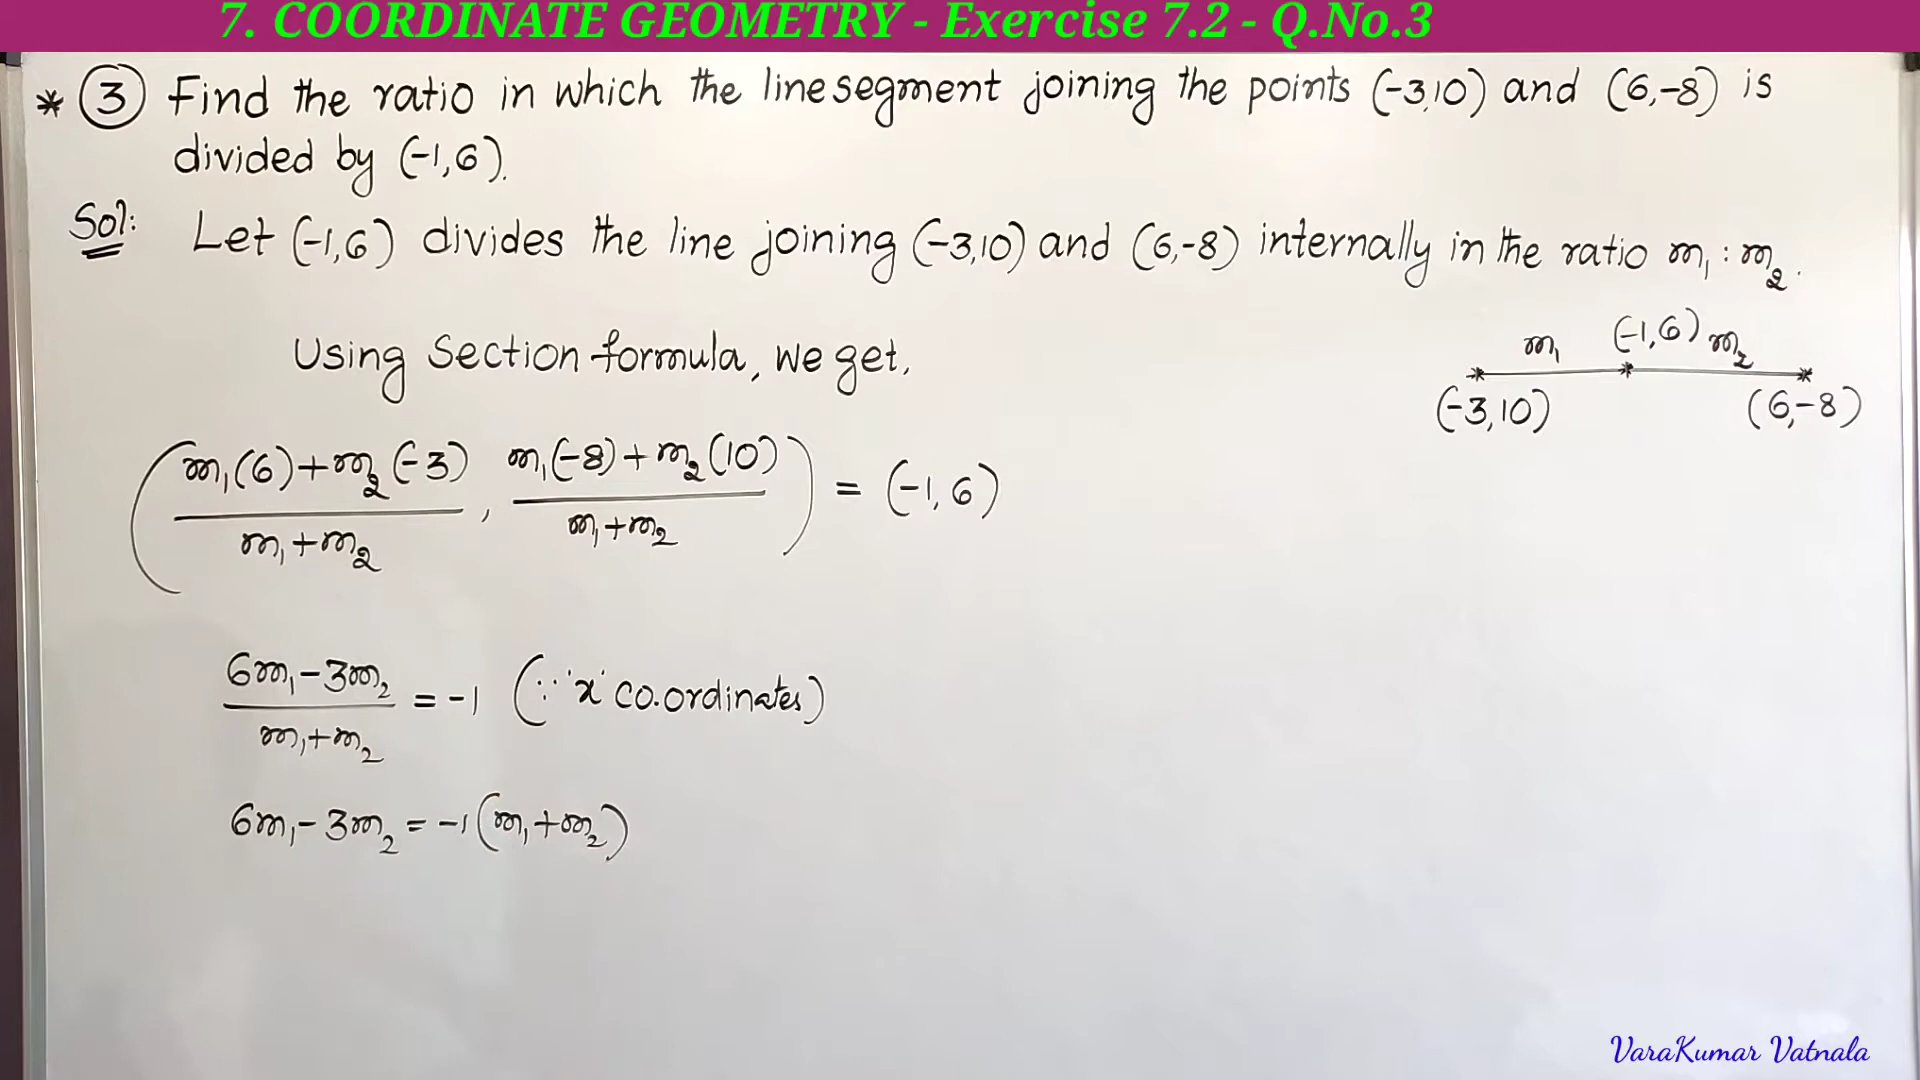 7. COORDINATE GEOMETRY - Exercise 7.2 - Q.No.3
* ③ Find the ratio in which the line segment joining the points (-3,10) and (6,-8) is
divided by (-1,6).
Sol: Let (-1,6) divides the line joining (-3,10) and (6,-8) internally in the ratio m₁ : m₂.
m₁ (-1,6) m₂
(-3,10) (6,-8)
Using Section formula, we get,
( (m₁(6)+m₂(-3))/(m₁+m₂) , (m₁(-8)+m₂(10))/(m₁+m₂) ) = (-1,6)
(6m₁-3m₂)/(m₁+m₂) = -1 (∵ 'x' co.ordinates)
6m₁-3m₂ = -1(m₁+m₂)
VaraKumar Vatnala